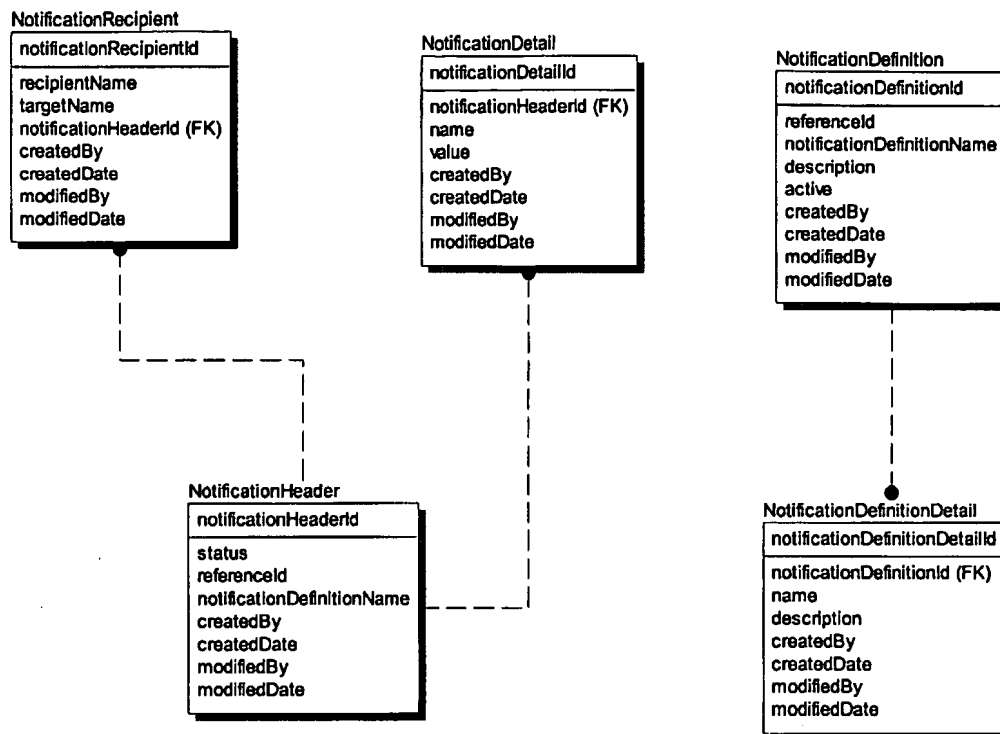 NotificationRecipient
notificationRecipientId
recipientName
targetName
notificationHeaderId (FK)
createdBy
createdDate
modifiedBy
modifiedDate
NotificationDetail
notificationDetailId
notificationHeaderId (FK)
name
value
createdBy
createdDate
modifiedBy
modifiedDate
NotificationDefinition
notificationDefinitionId
referenceId
notificationDefinitionName
description
active
createdBy
createdDate
modifiedBy
modifiedDate
NotificationHeader
notificationHeaderId
status
referenceId
notificationDefinitionName
createdBy
createdDate
modifiedBy
modifiedDate
NotificationDefinitionDetail
notificationDefinitionDetailId
notificationDefinitionId (FK)
name
description
createdBy
createdDate
modifiedBy
modifiedDate